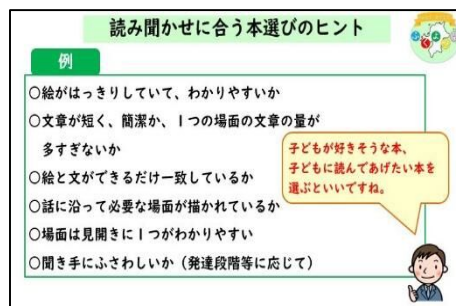 読み聞かせに合う本選びのヒント
例
○絵がはっきりしていて、わかりやすいか
○文章が短く、簡潔か、1つの場面の文章の量が
多すぎないか
○絵と文ができるだけ一致しているか
○話に沿って必要な場面が描かれているか
○場面は見開きに1つがわかりやすい
○聞き手にふさわしいか（発達段階等に応じて）
子どもが好きそうな本、
子どもに読んであげたい本を
選ぶといいですね。